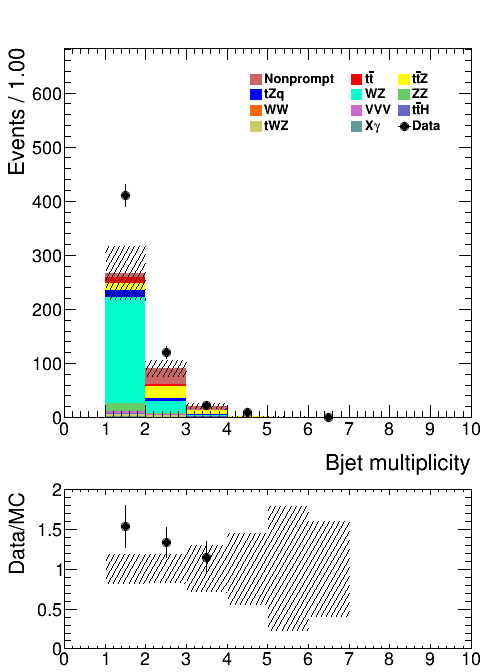 Events / 1.00
600
500
400
300
200
100
0
Nonprompt tt̄ tt̄Z
tZq WZ ZZ
WW VVV tt̄H
tWZ Xγ Data
0 1 2 3 4 5 6 7 8 9 10
Bjet multiplicity
Data/MC
2
1.5
1
0.5
0
0 1 2 3 4 5 6 7 8 9 10